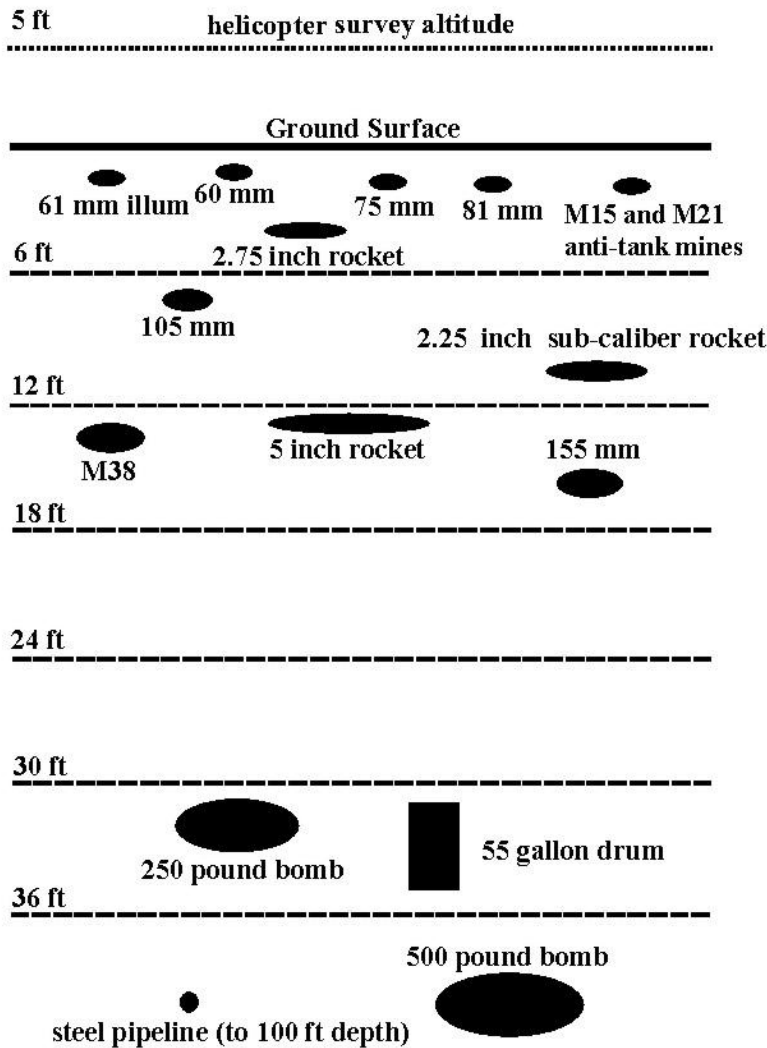 5 ft
helicopter survey altitude
Ground Surface
61 mm illum
60 mm
75 mm
81 mm
M15 and M21
anti-tank mines
2.75 inch rocket
6 ft
105 mm
2.25 inch sub-caliber rocket
12 ft
M38
5 inch rocket
155 mm
18 ft
24 ft
30 ft
250 pound bomb
55 gallon drum
36 ft
500 pound bomb
steel pipeline (to 100 ft depth)